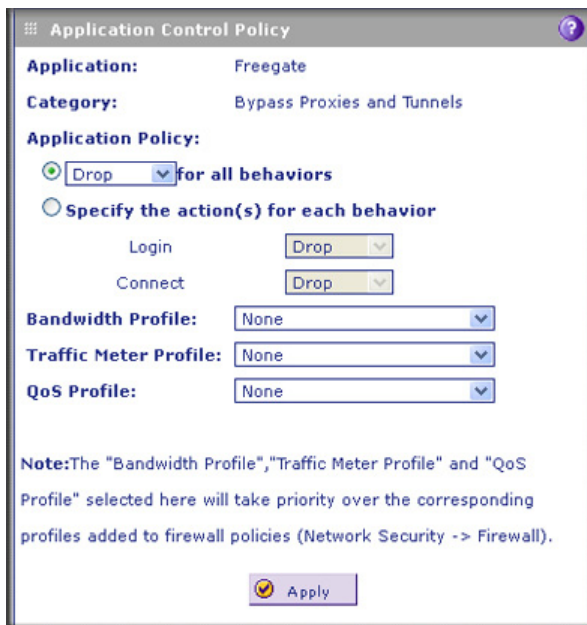 Application Control Policy
?
Application: Freegate
Category: Bypass Proxies and Tunnels
Application Policy:
Drop for all behaviors
Specify the action(s) for each behavior
Login Drop
Connect Drop
Bandwidth Profile: None
Traffic Meter Profile: None
QoS Profile: None
Note:The "Bandwidth Profile","Traffic Meter Profile" and "QoS
Profile" selected here will take priority over the corresponding
profiles added to firewall policies (Network Security -> Firewall).
Apply